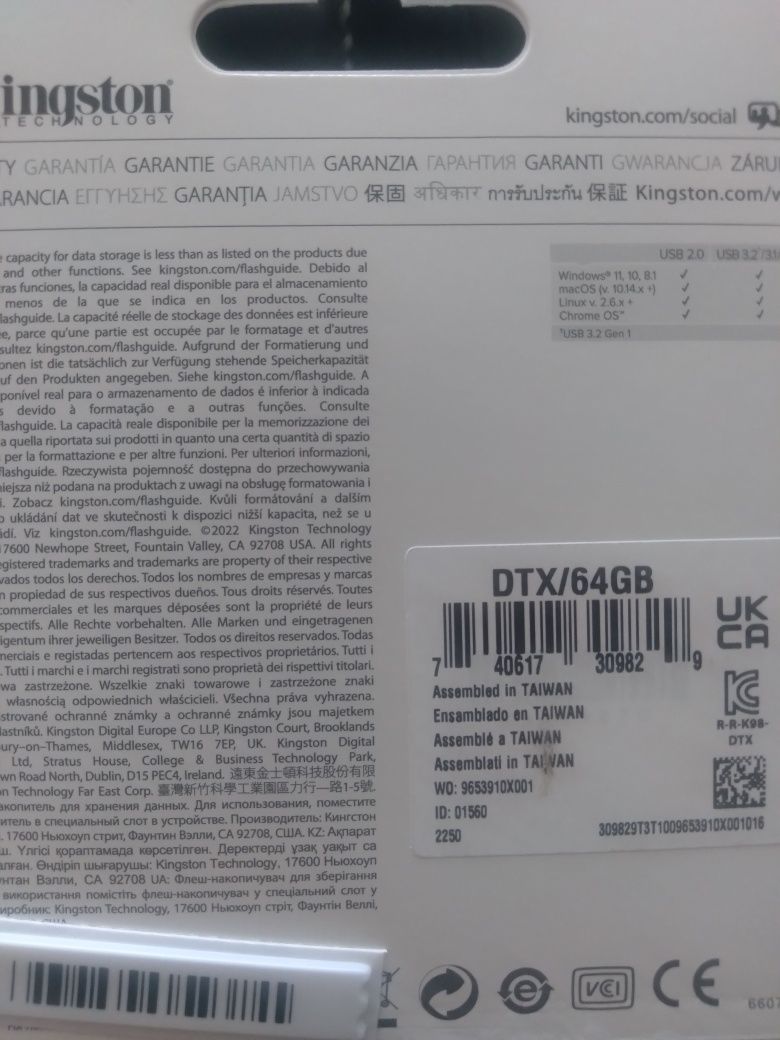 ingston®
TECHNOLOGY
kingston.com/social
TY GARANTÍA GARANTIE GARANTIA GARANZIA ГАРАНТИЯ GARANTI GWARANCJA ZÁRU
RANCIA ΕΓΓΥΗΣΗΣ GARANŢIA JAMSTVO 保固 अधिकार การรับประกัน 保証 Kingston.com/w
e capacity for data storage is less than as listed on the products due
and other functions. See kingston.com/flashguide. Debido al
ras funciones, la capacidad real disponible para el almacenamiento
menos de la que se indica en los productos. Consulte
lashguide. La capacité réelle de stockage des données est inférieure
ée, parce qu'une partie est occupée par le formatage et d'autres
sultez kingston.com/flashguide. Aufgrund der Formatierung und
onen ist die tatsächlich zur Verfügung stehende Speicherkapazität
uf den Produkten angegeben. Siehe kingston.com/flashguide. A
ponível real para o armazenamento de dados é inferior à indicada
s devido à formatação e a outras funções. Consulte
lashguide. La capacità reale disponibile per la memorizzazione dei
a quella riportata sui prodotti in quanto una certa quantità di spazio
per la formattazione e per altre funzioni. Per ulteriori informazioni,
flashguide. Rzeczywista pojemność dostępna do przechowywania
niejsza niż podana na produktach z uwagi na obsługę formatowania i
i. Zobacz kingston.com/flashguide. Kvůli formátování a dalším
o ukládání dat ve skutečnosti k dispozici nižší kapacita, než se u
ádí. Viz kingston.com/flashguide. ©2022 Kingston Technology
17600 Newhope Street, Fountain Valley, CA 92708 USA. All rights
egistered trademarks and trademarks are property of their respective
vados todos los derechos. Todos los nombres de empresas y marcas
n propiedad de sus respectivos dueños. Tous droits réservés. Toutes
commerciales et les marques déposées sont la propriété de leurs
spectifs. Alle Rechte vorbehalten. Alle Marken und eingetragenen
igentum ihrer jeweiligen Besitzer. Todos os direitos reservados. Todas
nerciais e registadas pertencem aos respectivos proprietários. Tutti i
. Tutti i marchi e i marchi registrati sono proprietà dei rispettivi titolari.
wa zastrzeżone. Wszelkie znaki towarowe i zastrzeżone znaki
własnością odpowiednich właścicieli. Všechna práva vyhrazena.
strované ochranné známky a ochranné známky jsou majetkem
lastníků. Kingston Digital Europe Co LLP, Kingston Court, Brooklands
ury-on-Thames, Middlesex, TW16 7EP, UK. Kingston Digital
Ltd, Stratus House, College & Business Technology Park,
wn Road North, Dublin, D15 PEC4, Ireland. 遠東金士頓科技股份有限
on Technology Far East Corp. 臺灣新竹科學工業園區力行一路1-5號.
акопитель для хранения данных. Для использования, поместите
итель в специальный слот в устройстве. Производитель: Кингстон
. 17600 Ньюхоуп стрит, Фаунтин Вэлли, CA 92708, США. KZ: Ақпарат
ш. Үлгісі қораптамада көрсетілген. Деректерді ұзақ уақыт са
алған. Өндіріп шығарушы: Kingston Technology, 17600 Ньюхоуп
унтан Вэлли, CA 92708 UA: Флеш-накопичувач для зберігання
використання помістіть флеш-накопичувач у спеціальний слот у
иробник: Kingston Technology, 17600 Ньюхоуп стріт, Фаунтін Веллі,
USB 2.0 USB 3.2¹/3.1
Windows® 11, 10, 8.1 ✓ ✓
macOS (v. 10.14.x +) ✓ ✓
Linux v. 2.6.x + ✓ ✓
Chrome OS™ ✓ ✓
¹USB 3.2 Gen 1
DTX/64GB
7 40617 30982 9
UK
CA
Assembled in TAIWAN
Ensamblado en TAIWAN
Assemblé a TAIWAN
Assemblati in TAIWAN
WO: 9653910X001
ID: 01560
2250
R-R-K98-
DTX
309829T3T1009653910X001016
VCI
CE
6607